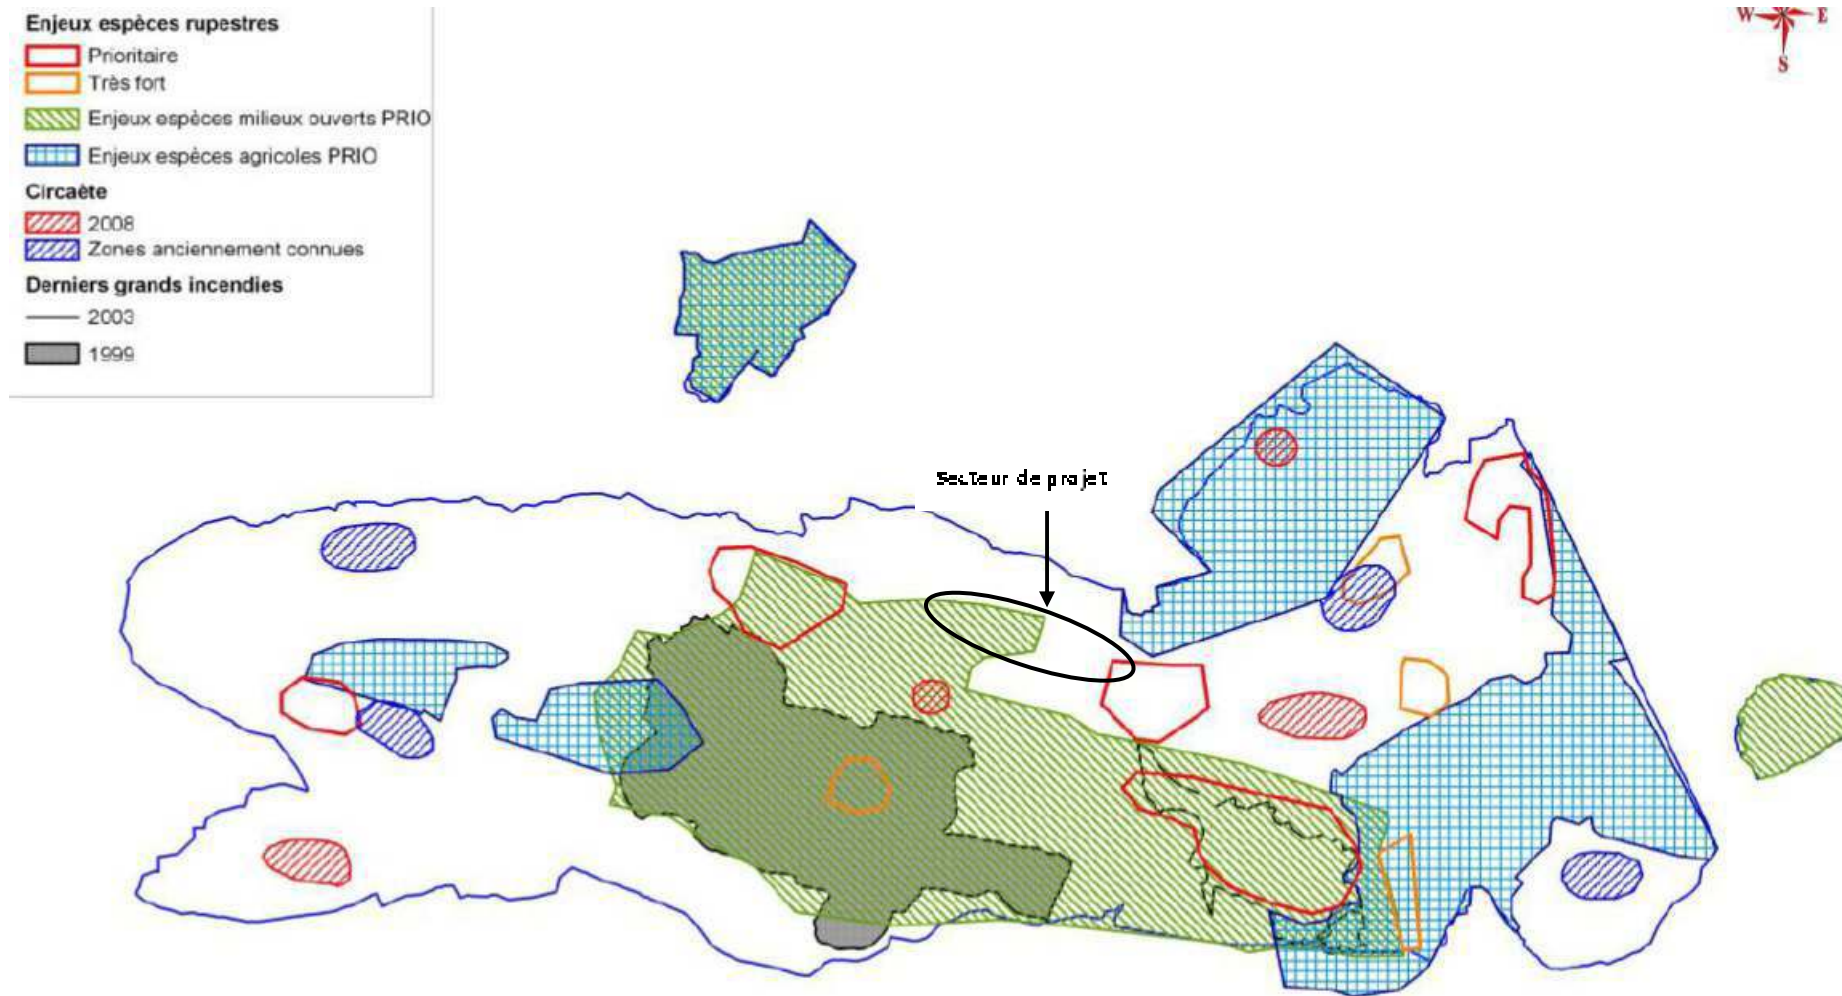 Enjeux espèces rupestres
Prioritaire
Très fort
Enjeux espèces milieux ouverts PRIO
Enjeux espèces agricoles PRIO
Circaète
2008
Zones anciennement connues
Derniers grands incendies
2003
1999
W E
S
Secteur de projet